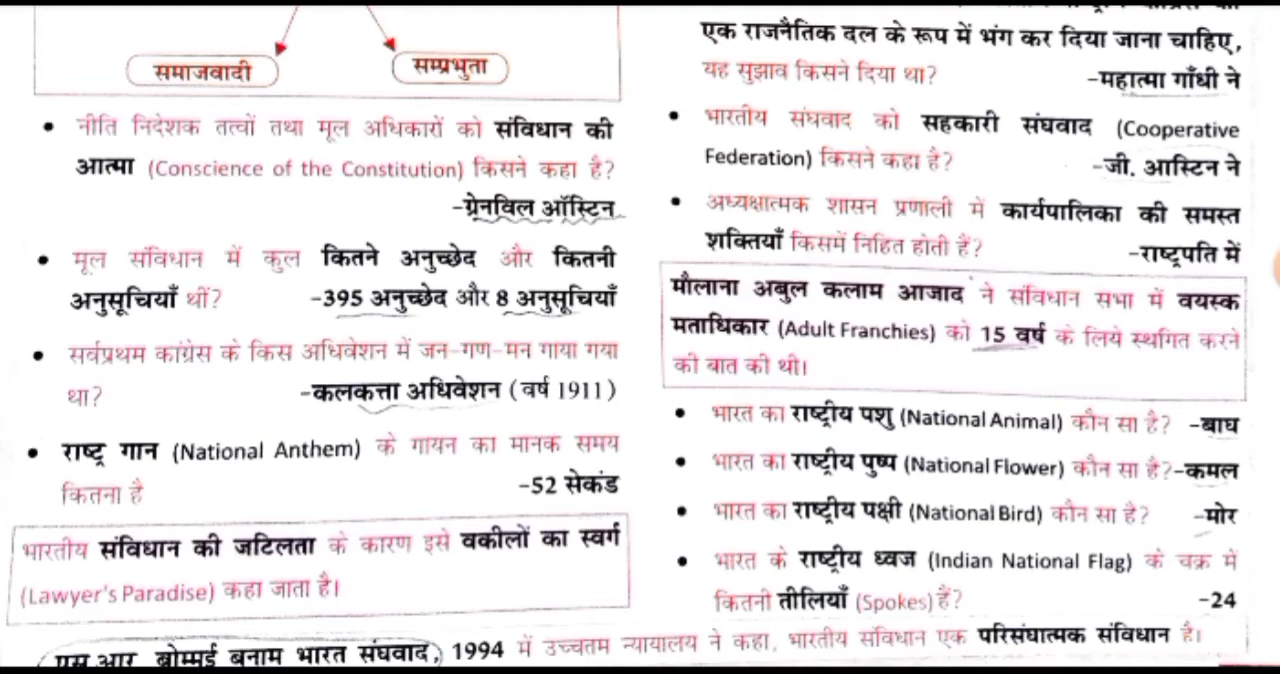 समाजवादी
सम्प्रभुता
• नीति निदेशक तत्वों तथा मूल अधिकारों को संविधान की
आत्मा (Conscience of the Constitution) किसने कहा है?
-ग्रेनविल ऑस्टिन
• मूल संविधान में कुल कितने अनुच्छेद और कितनी
अनुसूचियाँ थीं? -395 अनुच्छेद और 8 अनुसूचियाँ
• सर्वप्रथम कांग्रेस के किस अधिवेशन में जन-गण-मन गाया गया
था? -कलकत्ता अधिवेशन (वर्ष 1911)
• राष्ट्र गान (National Anthem) के गायन का मानक समय
कितना है -52 सेकंड
भारतीय संविधान की जटिलता के कारण इसे वकीलों का स्वर्ग
(Lawyer's Paradise) कहा जाता है।
एक राजनैतिक दल के रूप में भंग कर दिया जाना चाहिए,
यह सुझाव किसने दिया था? -महात्मा गाँधी ने
• भारतीय संघवाद को सहकारी संघवाद (Cooperative
Federation) किसने कहा है? -जी. आस्टिन ने
• अध्यक्षात्मक शासन प्रणाली में कार्यपालिका की समस्त
शक्तियाँ किसमें निहित होती हैं? -राष्ट्रपति में
मौलाना अबुल कलाम आजाद ने संविधान सभा में वयस्क
मताधिकार (Adult Franchies) को 15 वर्ष के लिये स्थगित करने
की बात की थी।
• भारत का राष्ट्रीय पशु (National Animal) कौन सा है? -बाघ
• भारत का राष्ट्रीय पुष्प (National Flower) कौन सा है?-कमल
• भारत का राष्ट्रीय पक्षी (National Bird) कौन सा है? -मोर
• भारत के राष्ट्रीय ध्वज (Indian National Flag) के चक्र में
कितनी तीलियाँ (Spokes) हैं? -24
एस.आर. बोम्मई बनाम भारत संघवाद, 1994 में उच्चतम न्यायालय ने कहा, भारतीय संविधान एक परिसंघात्मक संविधान है।